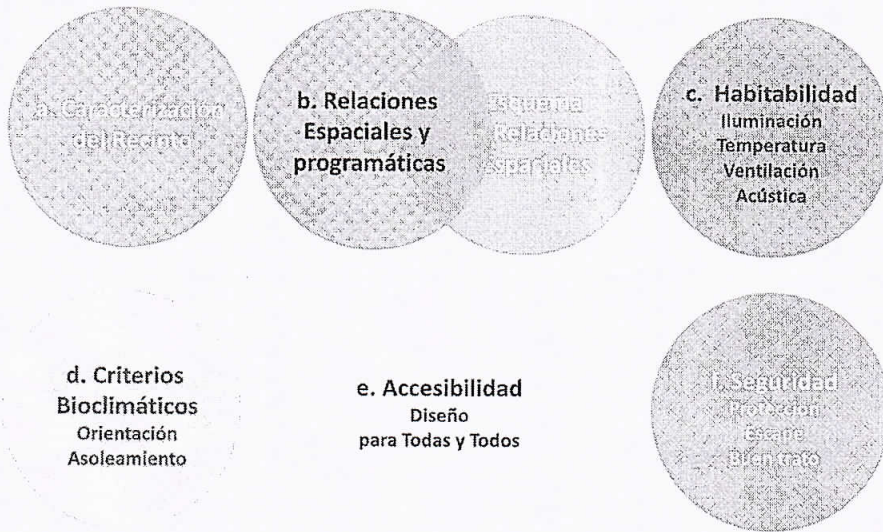 a. Caracterización
del Recinto
b. Relaciones
Espaciales y
programáticas
Esquema
Relaciones
Espaciales
c. Habitabilidad
Iluminación
Temperatura
Ventilación
Acústica
d. Criterios
Bioclimáticos
Orientación
Asoleamiento
e. Accesibilidad
Diseño
para Todas y Todos
f. Seguridad
Protección
Escape
Buen trato